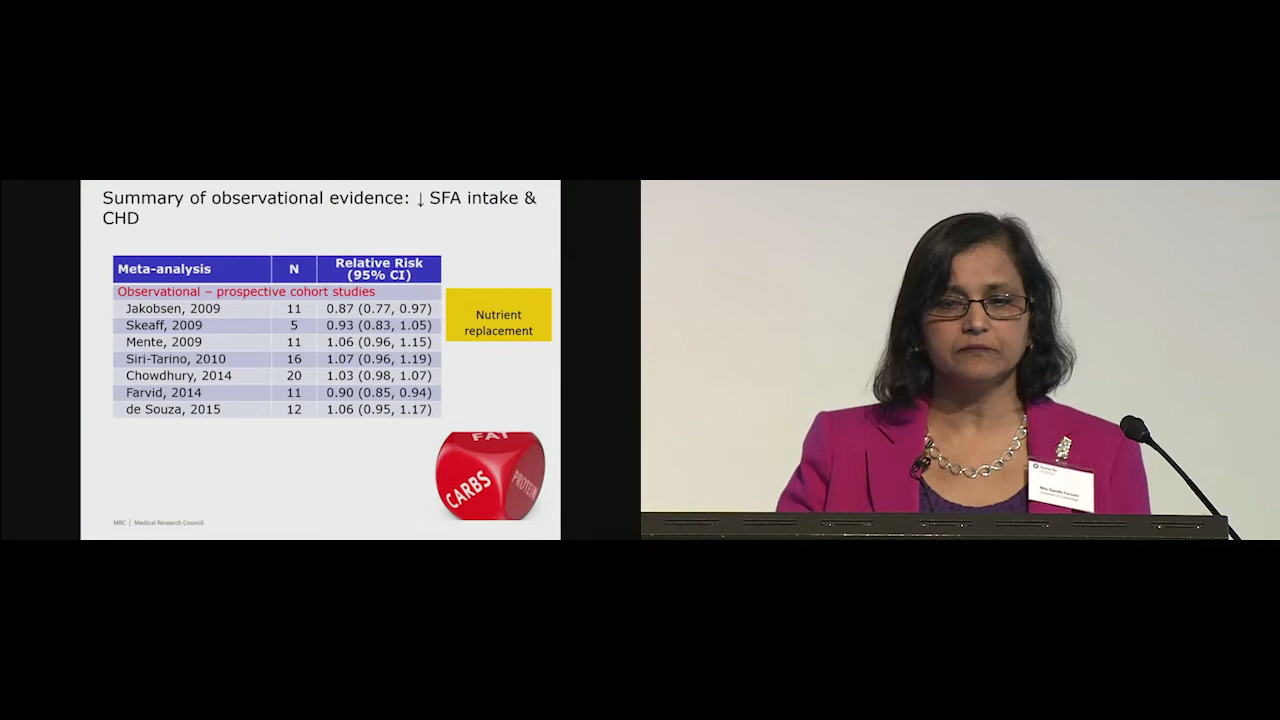 Summary of observational evidence: ↓ SFA intake &
CHD
Meta-analysis N Relative Risk (95% CI)
Observational – prospective cohort studies
Jakobsen, 2009 11 0.87 (0.77, 0.97)
Skeaff, 2009 5 0.93 (0.83, 1.05)
Mente, 2009 11 1.06 (0.96, 1.15)
Siri-Tarino, 2010 16 1.07 (0.96, 1.19)
Chowdhury, 2014 20 1.03 (0.98, 1.07)
Farvid, 2014 11 0.90 (0.85, 0.94)
de Souza, 2015 12 1.06 (0.95, 1.17)
Nutrient
replacement
FAT
CARBS
PROTEIN
MRC | Medical Research Council